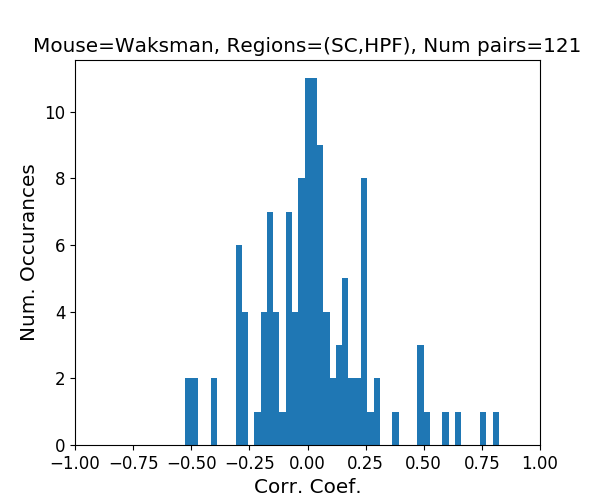 Mouse=Waksman, Regions=(SC,HPF), Num pairs=121
Num. Occurances
10
8
6
4
2
0
−1.00 −0.75 −0.50 −0.25 0.00 0.25 0.50 0.75 1.00
Corr. Coef.